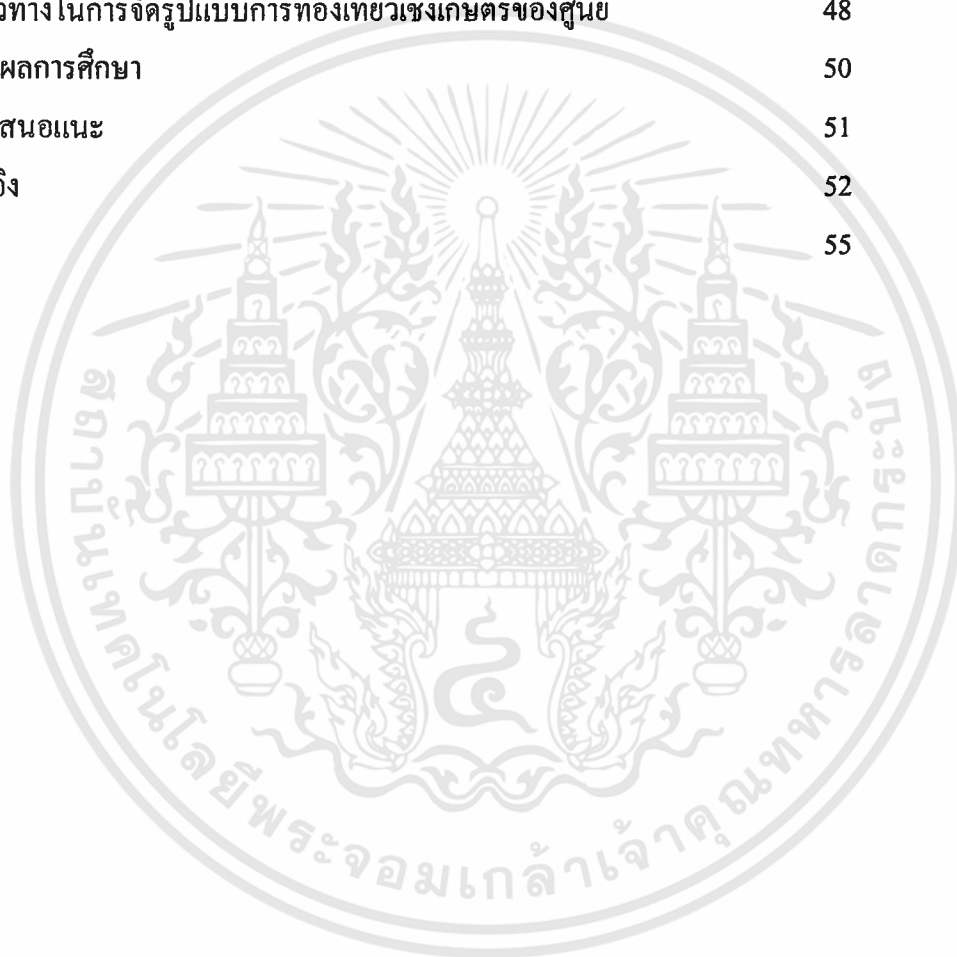 วทางในการจัดรูปแบบการท่องเที่ยวเชิงเกษตรของศูนย์ 48
ผลการศึกษา 50
สนอแนะ 51
อิง 52
55
สถาบันเทคโนโลยีพระจอมเกล้าเจ้าคุณทหารลาดกระบัง